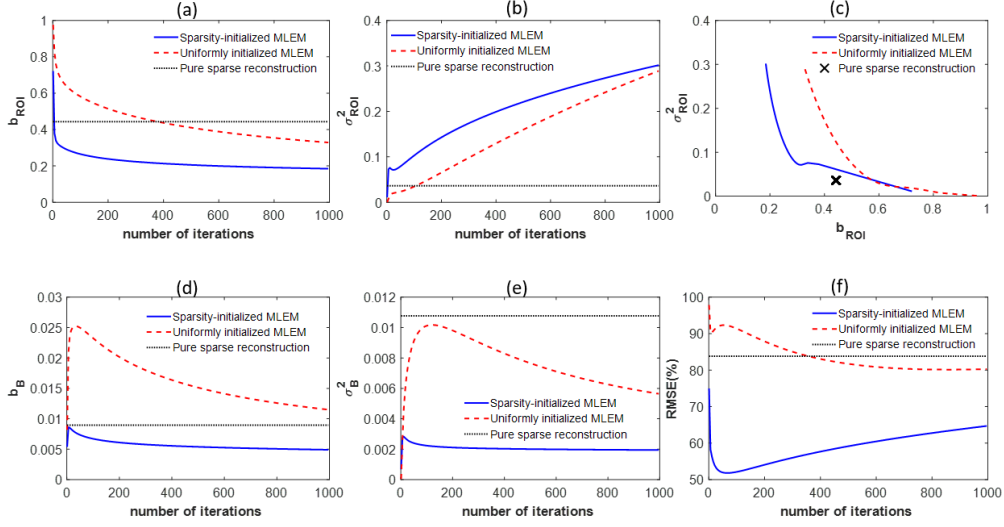 (a)
1
0.8
0.6
0.4
0.2
0
b_ROI
0 200 400 600 800 1000
number of iterations
Sparsity-initialized MLEM
Uniformly initialized MLEM
Pure sparse reconstruction
(b)
0.4
0.3
0.2
0.1
0
σ²_ROI
0 200 400 600 800 1000
number of iterations
Sparsity-initialized MLEM
Uniformly initialized MLEM
Pure sparse reconstruction
(c)
0.4
0.3
0.2
0.1
0
σ²_ROI
0 0.2 0.4 0.6 0.8 1
b_ROI
Sparsity-initialized MLEM
Uniformly initialized MLEM
Pure sparse reconstruction
(d)
0.03
0.025
0.02
0.015
0.01
0.005
0
b_B
0 200 400 600 800 1000
number of iterations
Sparsity-initialized MLEM
Uniformly initialized MLEM
Pure sparse reconstruction
(e)
0.012
0.01
0.008
0.006
0.004
0.002
0
σ²_B
0 200 400 600 800 1000
number of iterations
Sparsity-initialized MLEM
Uniformly initialized MLEM
Pure sparse reconstruction
(f)
100
90
80
70
60
50
RMSE(%)
0 200 400 600 800 1000
number of iterations
Sparsity-initialized MLEM
Uniformly initialized MLEM
Pure sparse reconstruction